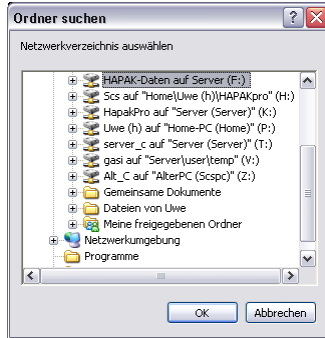 Ordner suchen
Netzwerkverzeichnis auswählen
HAPAK-Daten auf Server (F:)
Scs auf "Home\Uwe (h)\HAPAKpro" (H:)
HapakPro auf "Server (Server)" (K:)
Uwe (h) auf "Home-PC (Home)" (P:)
server_c auf "Server (Server)" (T:)
gasi auf "Server\user\temp" (V:)
Alt_C auf "AlterPC (Scspc)" (Z:)
Gemeinsame Dokumente
Dateien von Uwe
Meine freigegebenen Ordner
Netzwerkumgebung
Programme
OK
Abbrechen